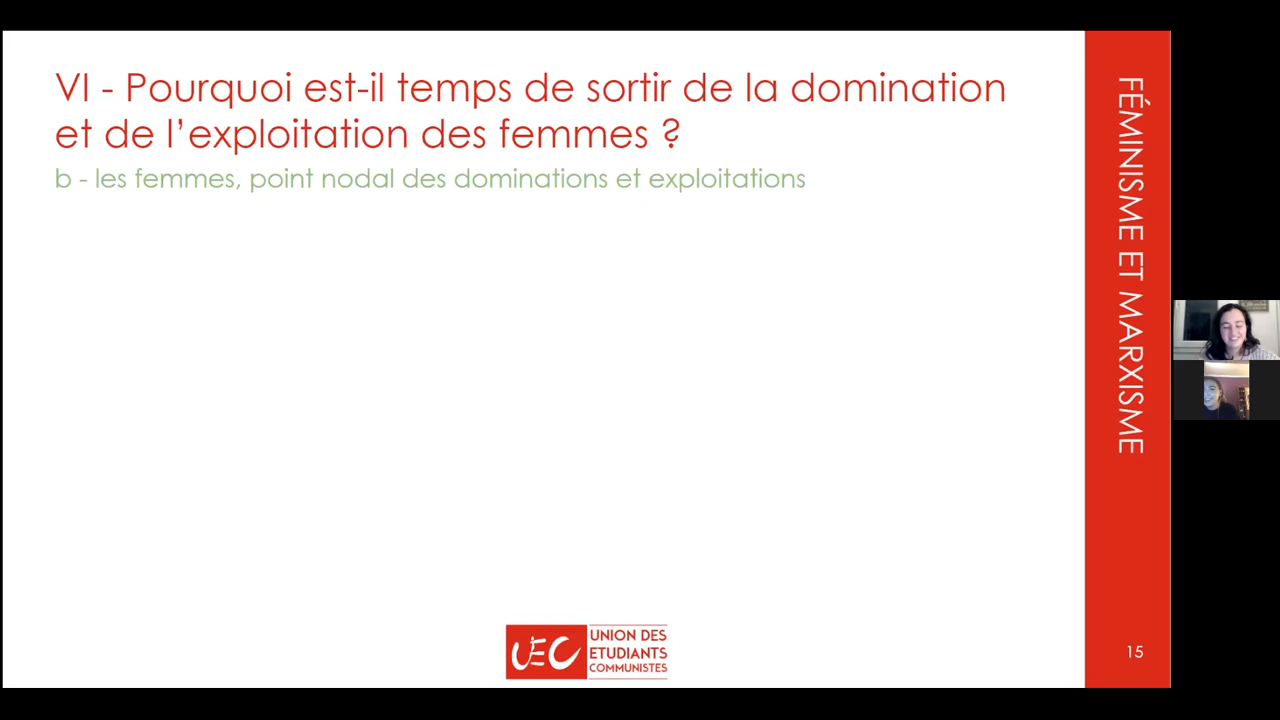 VI - Pourquoi est-il temps de sortir de la domination
et de l'exploitation des femmes ?
b - les femmes, point nodal des dominations et exploitations
FÉMINISME ET MARXISME
UEC
UNION DES
ETUDIANTS
COMMUNISTES
15